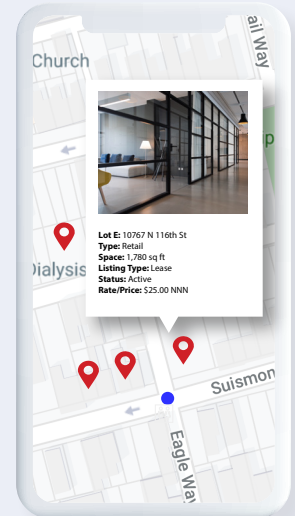 ail Way
Church
p
Dialysis
Lot E: 10767 N 116th St
Type: Retail
Space: 1,780 sq ft
Listing Type: Lease
Status: Active
Rate/Price: $25.00 NNN
Suismon
Eagle Way